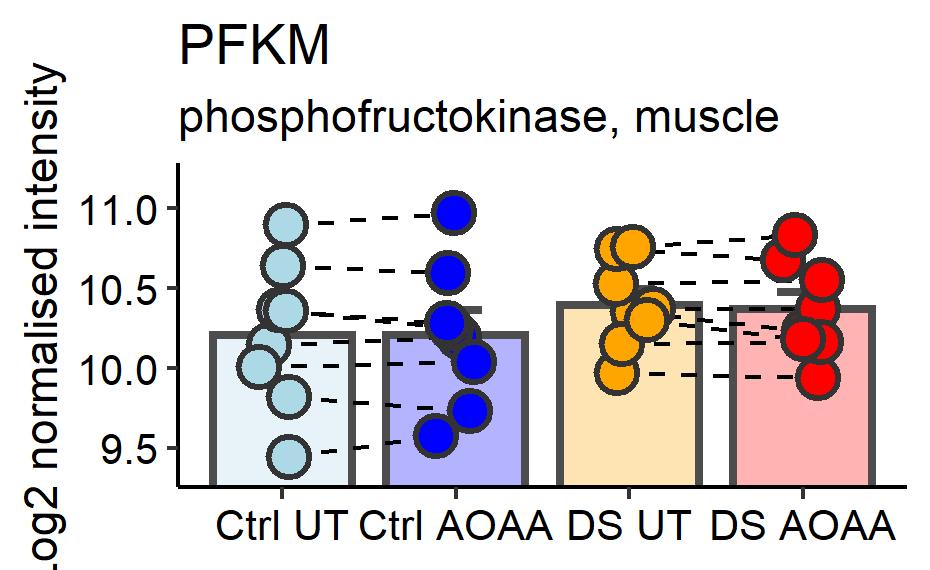 PFKM
phosphofructokinase, muscle
Log2 normalised intensity
11.0
10.5
10.0
9.5
Ctrl UT Ctrl AOAA DS UT DS AOAA